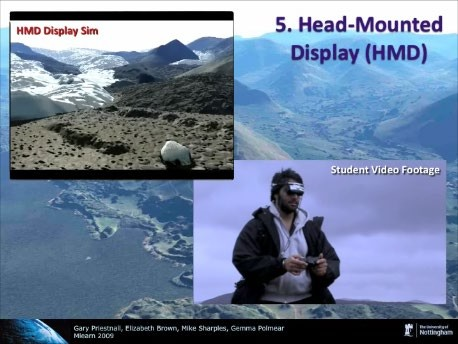 HMD Display Sim
5. Head-Mounted
Display (HMD)
Student Video Footage
Gary Priestnall, Elizabeth Brown, Mike Sharples, Gemma Polmear
Mlearn 2009
The University of
Nottingham